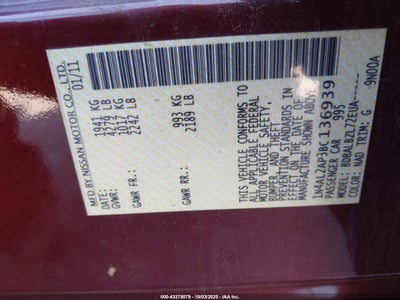 MFD BY NISSAN MOTOR CO., LTD.
01/11
1941 KG
4279 LB
GVWR:
1017 KG
2242 LB
GAWR FR.:
993 KG
2189 LB
GAWR RR.:
THIS VEHICLE CONFORMS TO
ALL APPLICABLE FEDERAL
MOTOR VEHICLE SAFETY,
BUMPER, AND THEFT
PREVENTION STANDARDS IN
EFFECT ON THE DATE OF
MANUFACTURE SHOWN ABOVE.
1N4AL2AP3BC136939
PASSENGER CAR 995
MODEL:
COLOR: NAD TRIM: G
9N00A
000-43379079 - 10/03/2025 - IAA Inc.